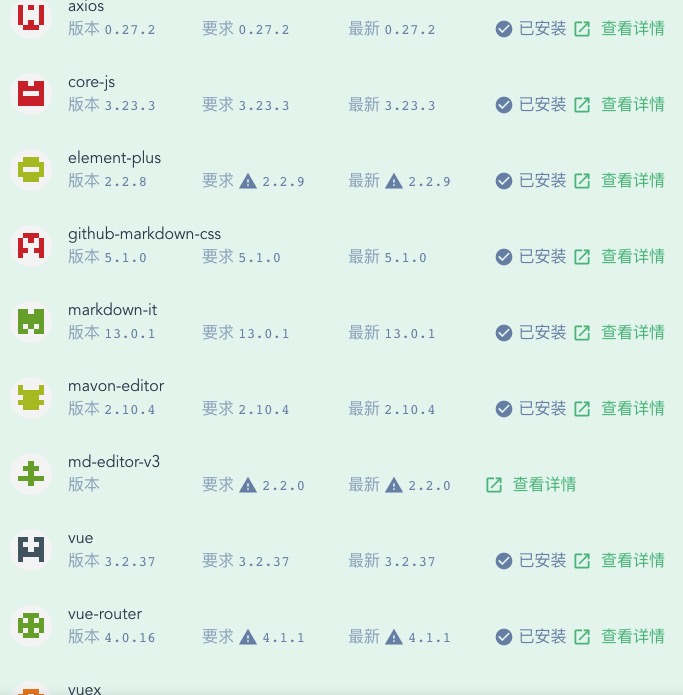 axios
版本 0.27.2 要求 0.27.2 最新 0.27.2 已安装 查看详情
core-js
版本 3.23.3 要求 3.23.3 最新 3.23.3 已安装 查看详情
element-plus
版本 2.2.8 要求 2.2.9 最新 2.2.9 已安装 查看详情
github-markdown-css
版本 5.1.0 要求 5.1.0 最新 5.1.0 已安装 查看详情
markdown-it
版本 13.0.1 要求 13.0.1 最新 13.0.1 已安装 查看详情
mavon-editor
版本 2.10.4 要求 2.10.4 最新 2.10.4 已安装 查看详情
md-editor-v3
版本 要求 2.2.0 最新 2.2.0 查看详情
vue
版本 3.2.37 要求 3.2.37 最新 3.2.37 已安装 查看详情
vue-router
版本 4.0.16 要求 4.1.1 最新 4.1.1 已安装 查看详情
vuex